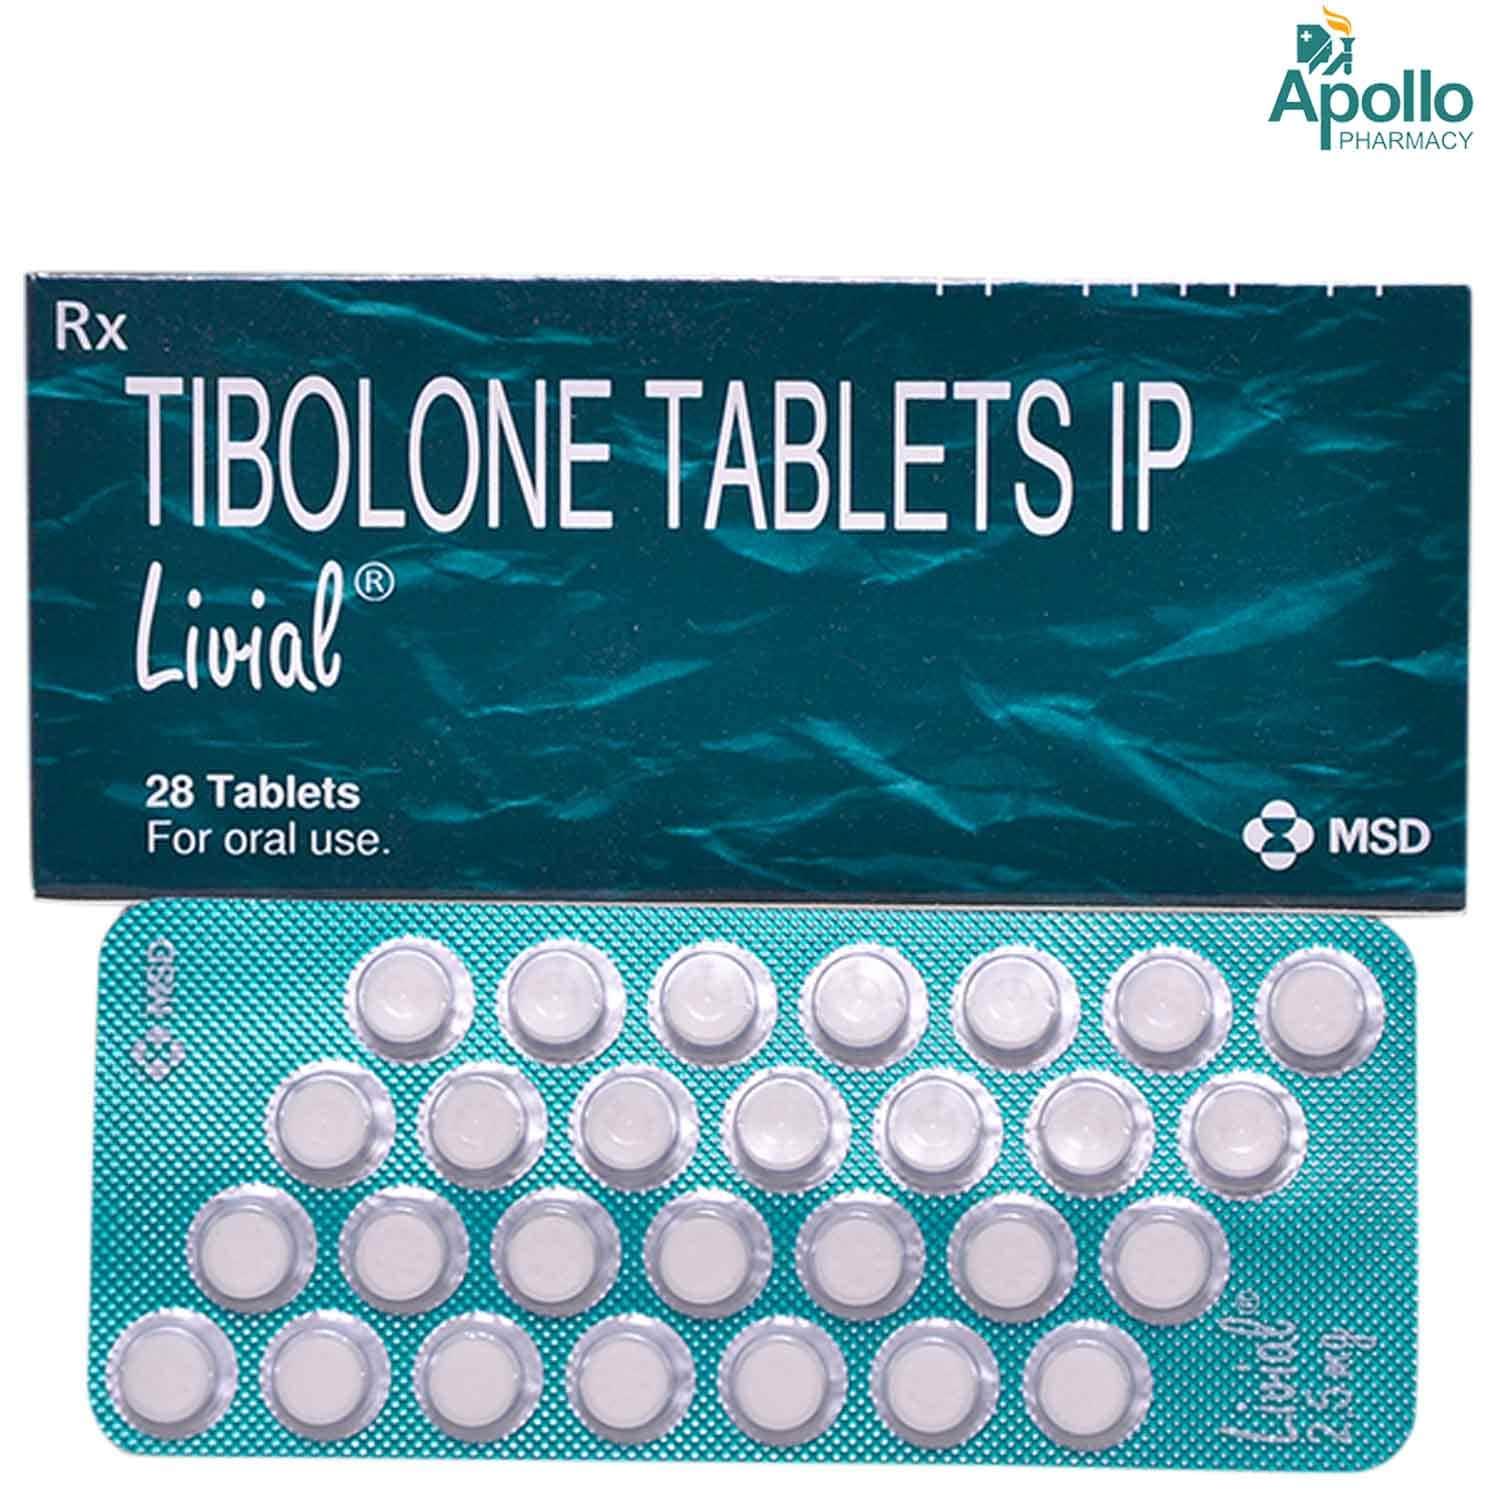 Apollo
PHARMACY
Rx
TIBOLONE TABLETS IP
Livial®
28 Tablets
For oral use.
MSD
MSD
Livial®
2.5 mg